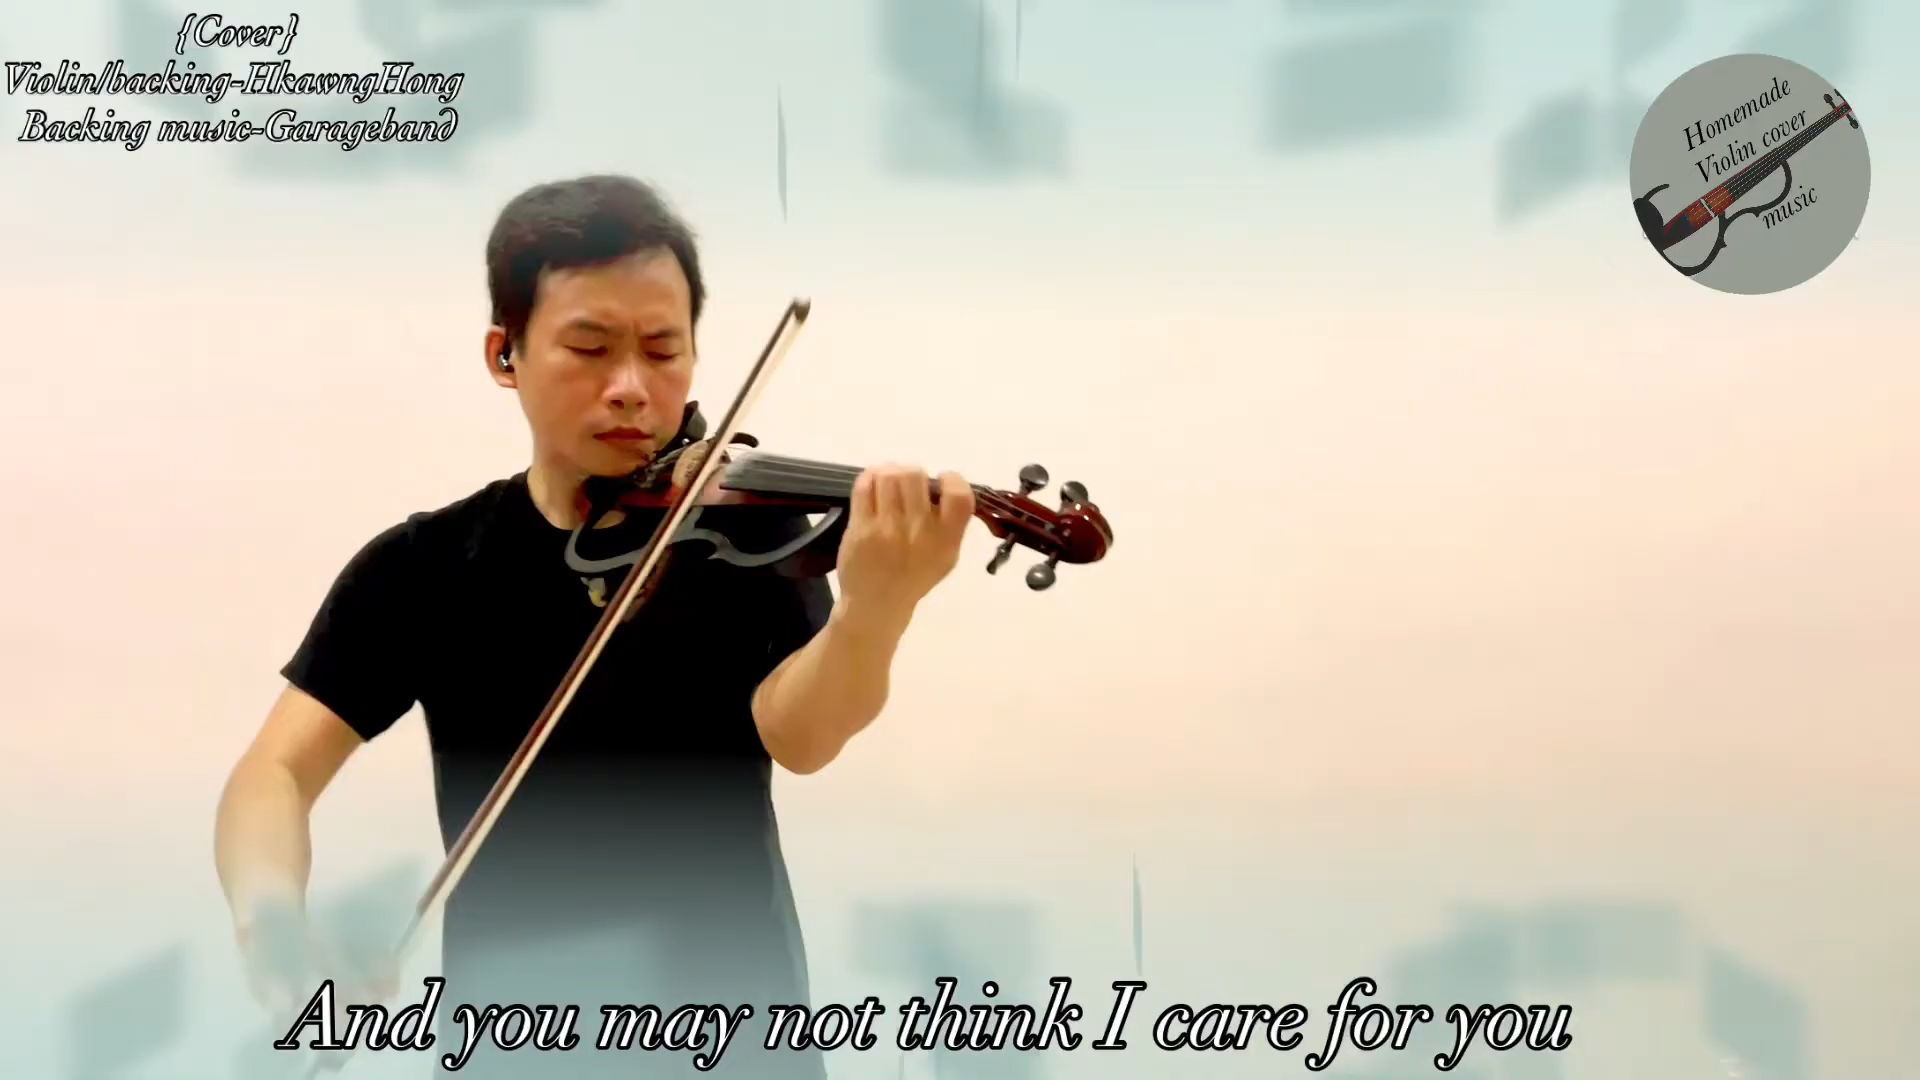 {Cover}
Violin/backing-HkawngHong
Backing music-Garageband
Homemade
Violin cover
music
And you may not think I care for you